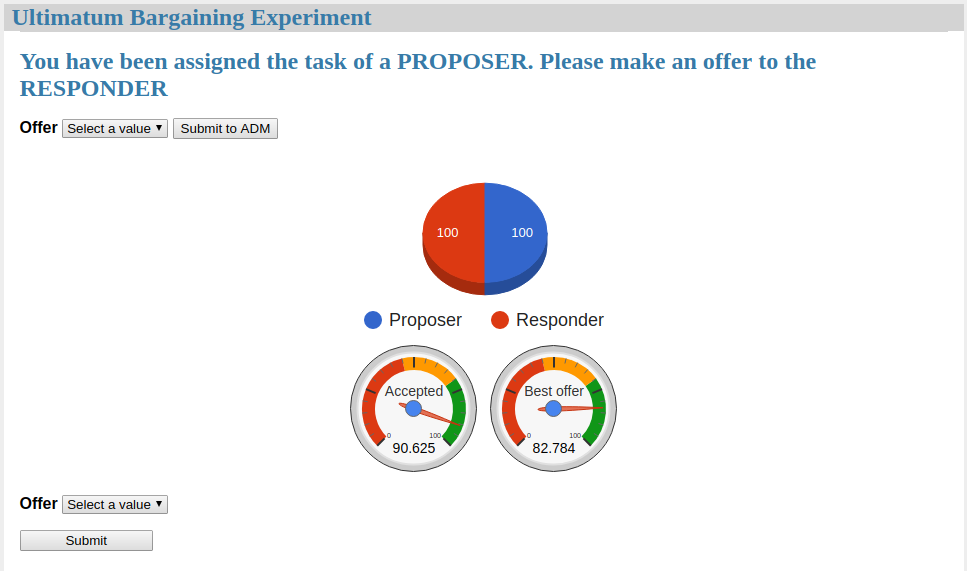 Ultimatum Bargaining Experiment
You have been assigned the task of a PROPOSER. Please make an offer to the
RESPONDER
Offer Select a value Submit to ADM
100 100
Proposer Responder
Accepted Best offer
0 100 0 100
90.625 82.784
Offer Select a value
Submit